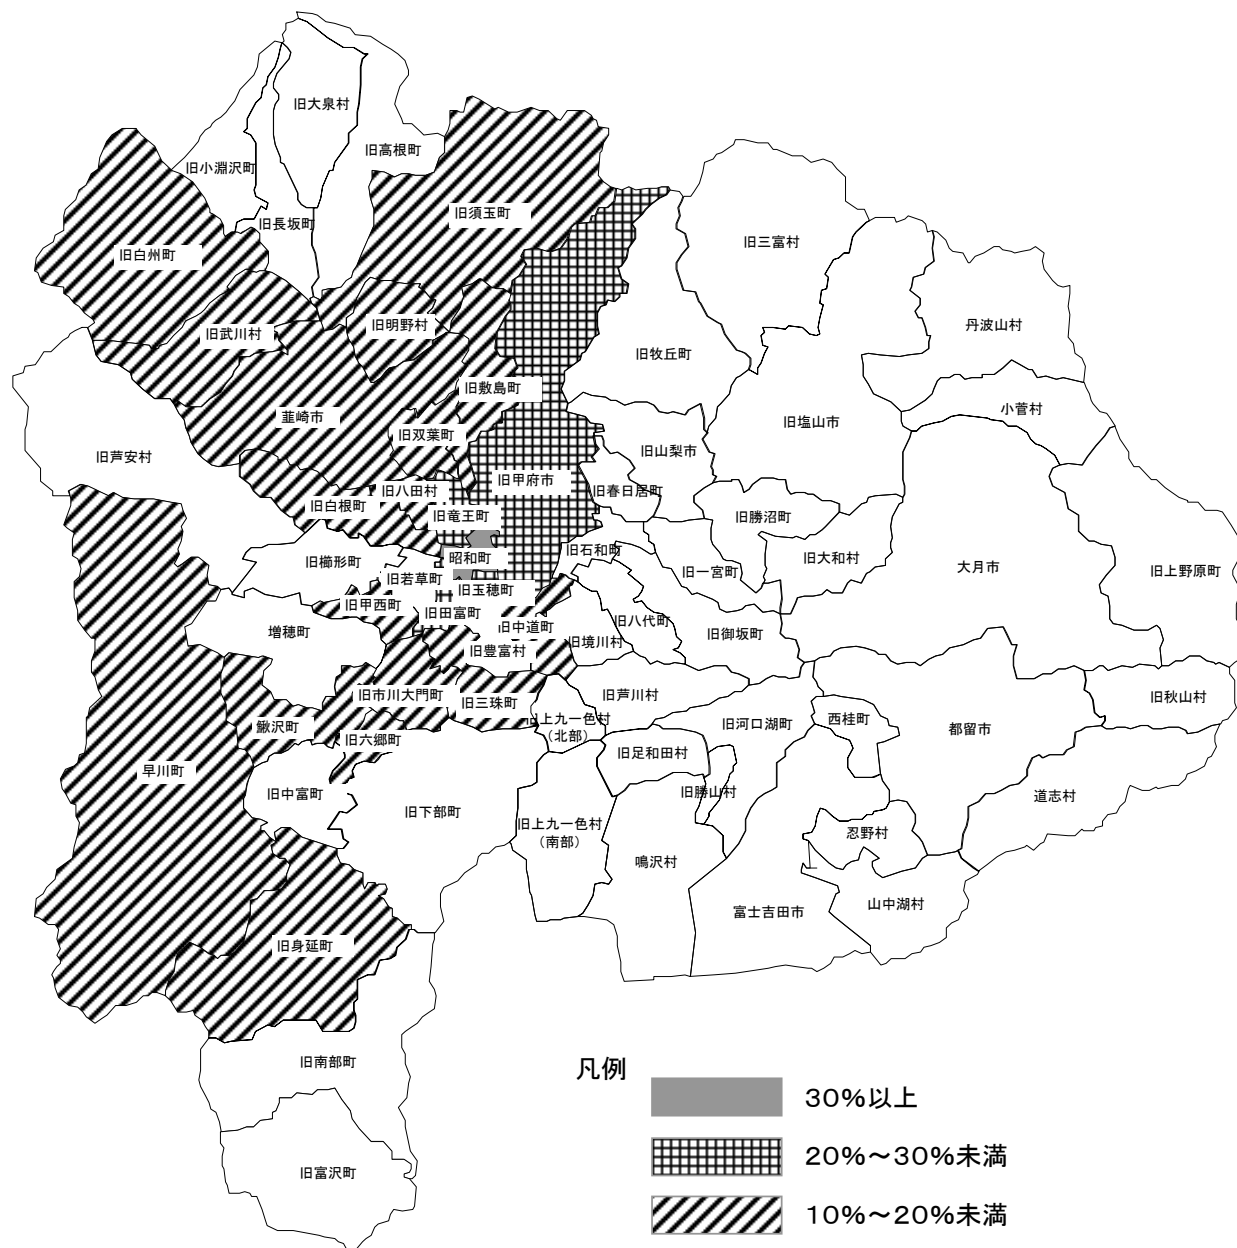 旧大泉村
旧高根町
旧小淵沢町
旧須玉町
旧長坂町
旧三富村
旧白州町
旧武川村
旧明野村
丹波山村
旧牧丘町
旧敷島町
小菅村
韮崎市
旧双葉町
旧塩山市
旧山梨市
旧芦安村
旧甲府市
旧八田村
旧春日居町
旧白根町
旧竜王町
旧勝沼町
旧石和町
昭和町
旧大和村
旧櫛形町
旧若草町
旧一宮町
大月市
旧上野原町
旧玉穂町
旧甲西町
旧田富町
旧八代町
増穂町
旧中道町
旧境川村
旧御坂町
旧豊富村
旧市川大門町
旧三珠町
旧芦川村
旧秋山村
鰍沢町
旧上九一色村
(北部)
旧河口湖町
西桂町
都留市
旧六郷町
旧足和田村
早川町
旧中富町
旧勝山村
道志村
旧下部町
旧上九一色村
(南部)
忍野村
鳴沢村
富士吉田市
山中湖村
旧身延町
旧南部町
旧富沢町
凡例
30%以上
20%～30%未満
10%～20%未満